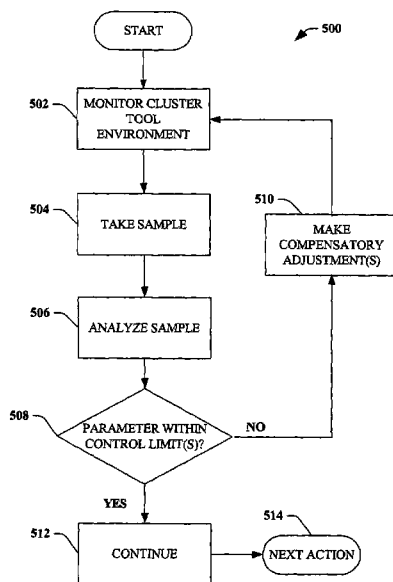 START
500
502
MONITOR CLUSTER
TOOL
ENVIRONMENT
504
TAKE SAMPLE
510
MAKE
COMPENSATORY
ADJUSTMENT(S)
506
ANALYZE SAMPLE
508
PARAMETER WITHIN
CONTROL LIMIT(S)?
NO
YES
512
CONTINUE
514
NEXT ACTION